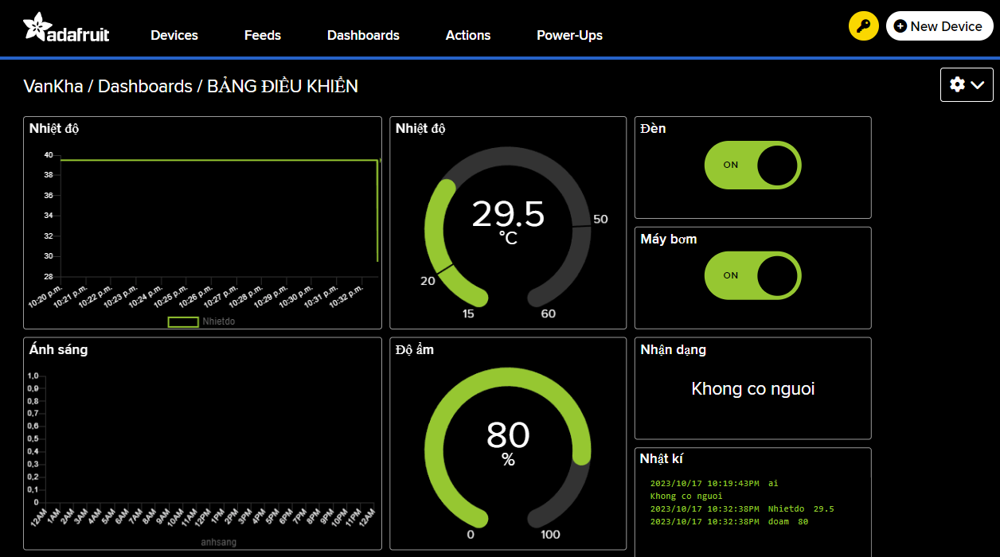 adafruit
Devices
Feeds
Dashboards
Actions
Power-Ups
New Device
VanKha / Dashboards / BẢNG ĐIỀU KHIỂN
Nhiệt độ
40
38
36
34
32
30
28
10:20 p.m.
10:21 p.m.
10:22 p.m.
10:23 p.m.
10:24 p.m.
10:25 p.m.
10:26 p.m.
10:27 p.m.
10:28 p.m.
10:29 p.m.
10:30 p.m.
10:31 p.m.
10:32 p.m.
Nhietdo
Nhiệt độ
29.5
°C
50
20
15
60
Đèn
ON
Máy bơm
ON
Ánh sáng
1,0
0,9
0,8
0,7
0,6
0,5
0,4
0,3
0,2
0,1
0
12AM
1AM
2AM
3AM
4AM
5AM
6AM
7AM
8AM
9AM
10AM
11AM
12PM
1PM
2PM
3PM
4PM
5PM
6PM
7PM
8PM
9PM
10PM
11PM
12AM
anhsang
Độ ẩm
80
%
0
100
Nhận dạng
Khong co nguoi
Nhật kí
2023/10/17 10:19:43PM ai
Khong co nguoi
2023/10/17 10:32:38PM Nhietdo 29.5
2023/10/17 10:32:38PM doam 80